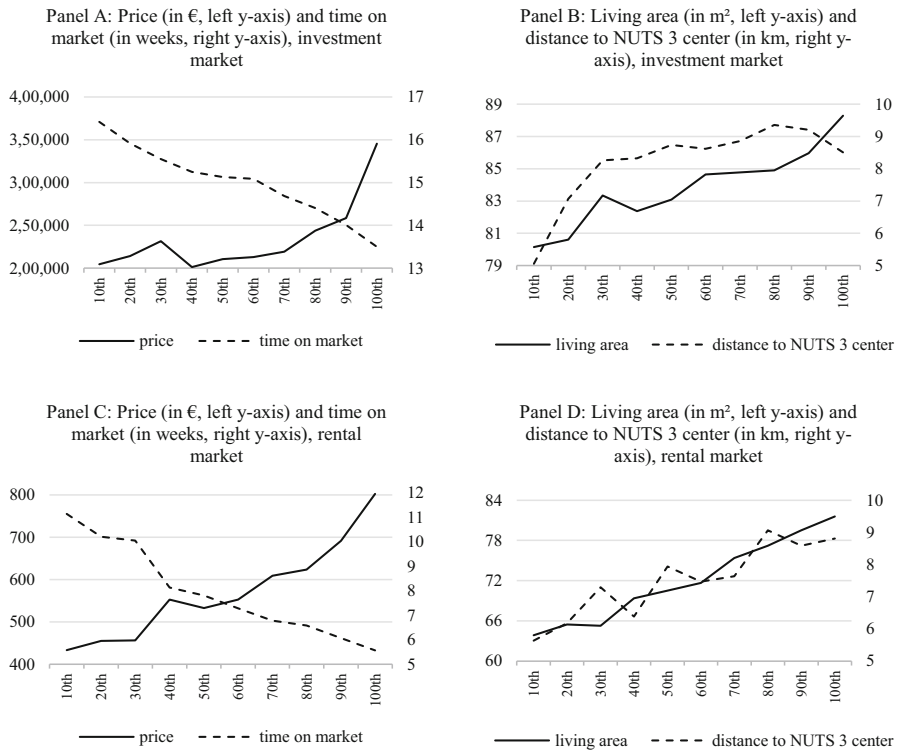 Panel A: Price (in €, left y-axis) and time on
market (in weeks, right y-axis), investment
market
4,00,000
3,50,000
3,00,000
2,50,000
2,00,000
17
16
15
14
13
10th
20th
30th
40th
50th
60th
70th
80th
90th
100th
price
time on market
Panel B: Living area (in m², left y-axis) and
distance to NUTS 3 center (in km, right y-
axis), investment market
89
87
85
83
81
79
10
9
8
7
6
5
10th
20th
30th
40th
50th
60th
70th
80th
90th
100th
living area
distance to NUTS 3 center
Panel C: Price (in €, left y-axis) and time on
market (in weeks, right y-axis), rental
market
800
700
600
500
400
12
11
10
9
8
7
6
5
10th
20th
30th
40th
50th
60th
70th
80th
90th
100th
price
time on market
Panel D: Living area (in m², left y-axis) and
distance to NUTS 3 center (in km, right y-
axis), rental market
84
78
72
66
60
10
9
8
7
6
5
10th
20th
30th
40th
50th
60th
70th
80th
90th
100th
living area
distance to NUTS 3 center